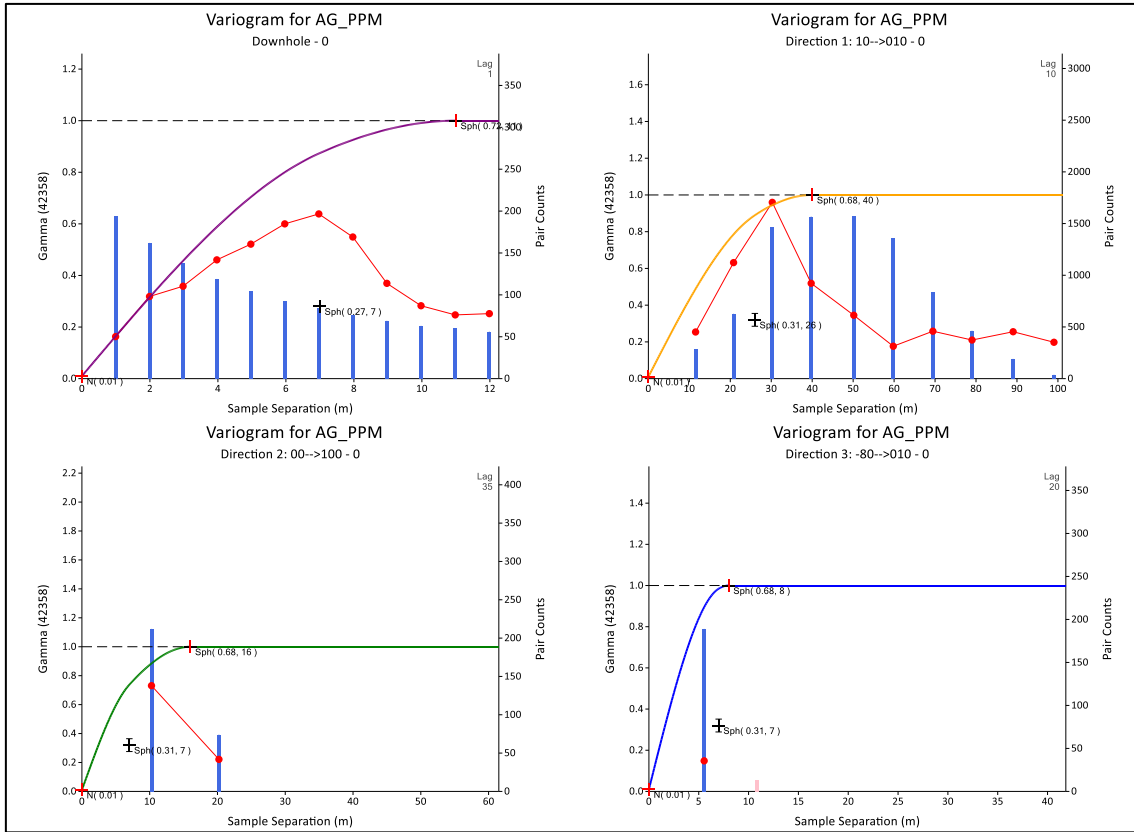 Variogram for AG_PPM
Downhole - 0
Lag
1
1.2
1.0
0.8
0.6
0.4
0.2
0.0
Gamma (42358)
350
300
250
200
150
100
50
0
Pair Counts
Sph( 0.27, 7 )
N( 0.01 )
0 2 4 6 8 10 12
Sample Separation (m)
Variogram for AG_PPM
Direction 1: 10-->010 - 0
Lag
10
1.6
1.4
1.2
1.0
0.8
0.6
0.4
0.2
0.0
Gamma (42358)
3000
2500
2000
1500
1000
500
0
Pair Counts
Sph( 0.68, 40 )
Sph( 0.31, 26 )
N( 0.01 )
0 10 20 30 40 50 60 70 80 90 100
Sample Separation (m)
Variogram for AG_PPM
Direction 2: 00-->100 - 0
Lag
35
2.2
2.0
1.8
1.6
1.4
1.2
1.0
0.8
0.6
0.4
0.2
0.0
Gamma (42358)
400
350
300
250
200
150
100
50
0
Pair Counts
Sph( 0.68, 16 )
Sph( 0.31, 7 )
N( 0.01 )
0 10 20 30 40 50 60
Sample Separation (m)
Variogram for AG_PPM
Direction 3: -80-->010 - 0
Lag
20
1.4
1.2
1.0
0.8
0.6
0.4
0.2
0.0
Gamma (42358)
350
300
250
200
150
100
50
0
Pair Counts
Sph( 0.68, 8 )
Sph( 0.31, 7 )
N( 0.01 )
0 5 10 15 20 25 30 35 40
Sample Separation (m)